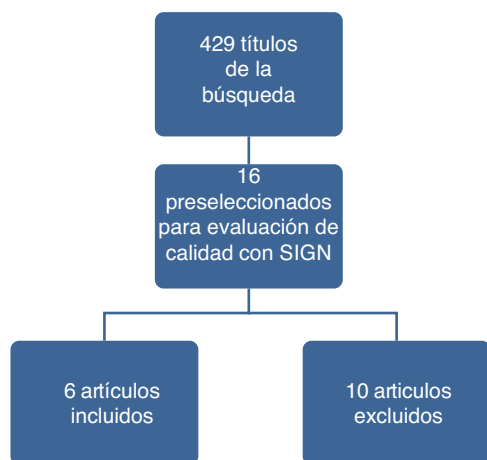 429 títulos
de la
búsqueda
16
preseleccionados
para evaluación de
calidad con SIGN
6 artículos
incluidos
10 articulos
excluidos